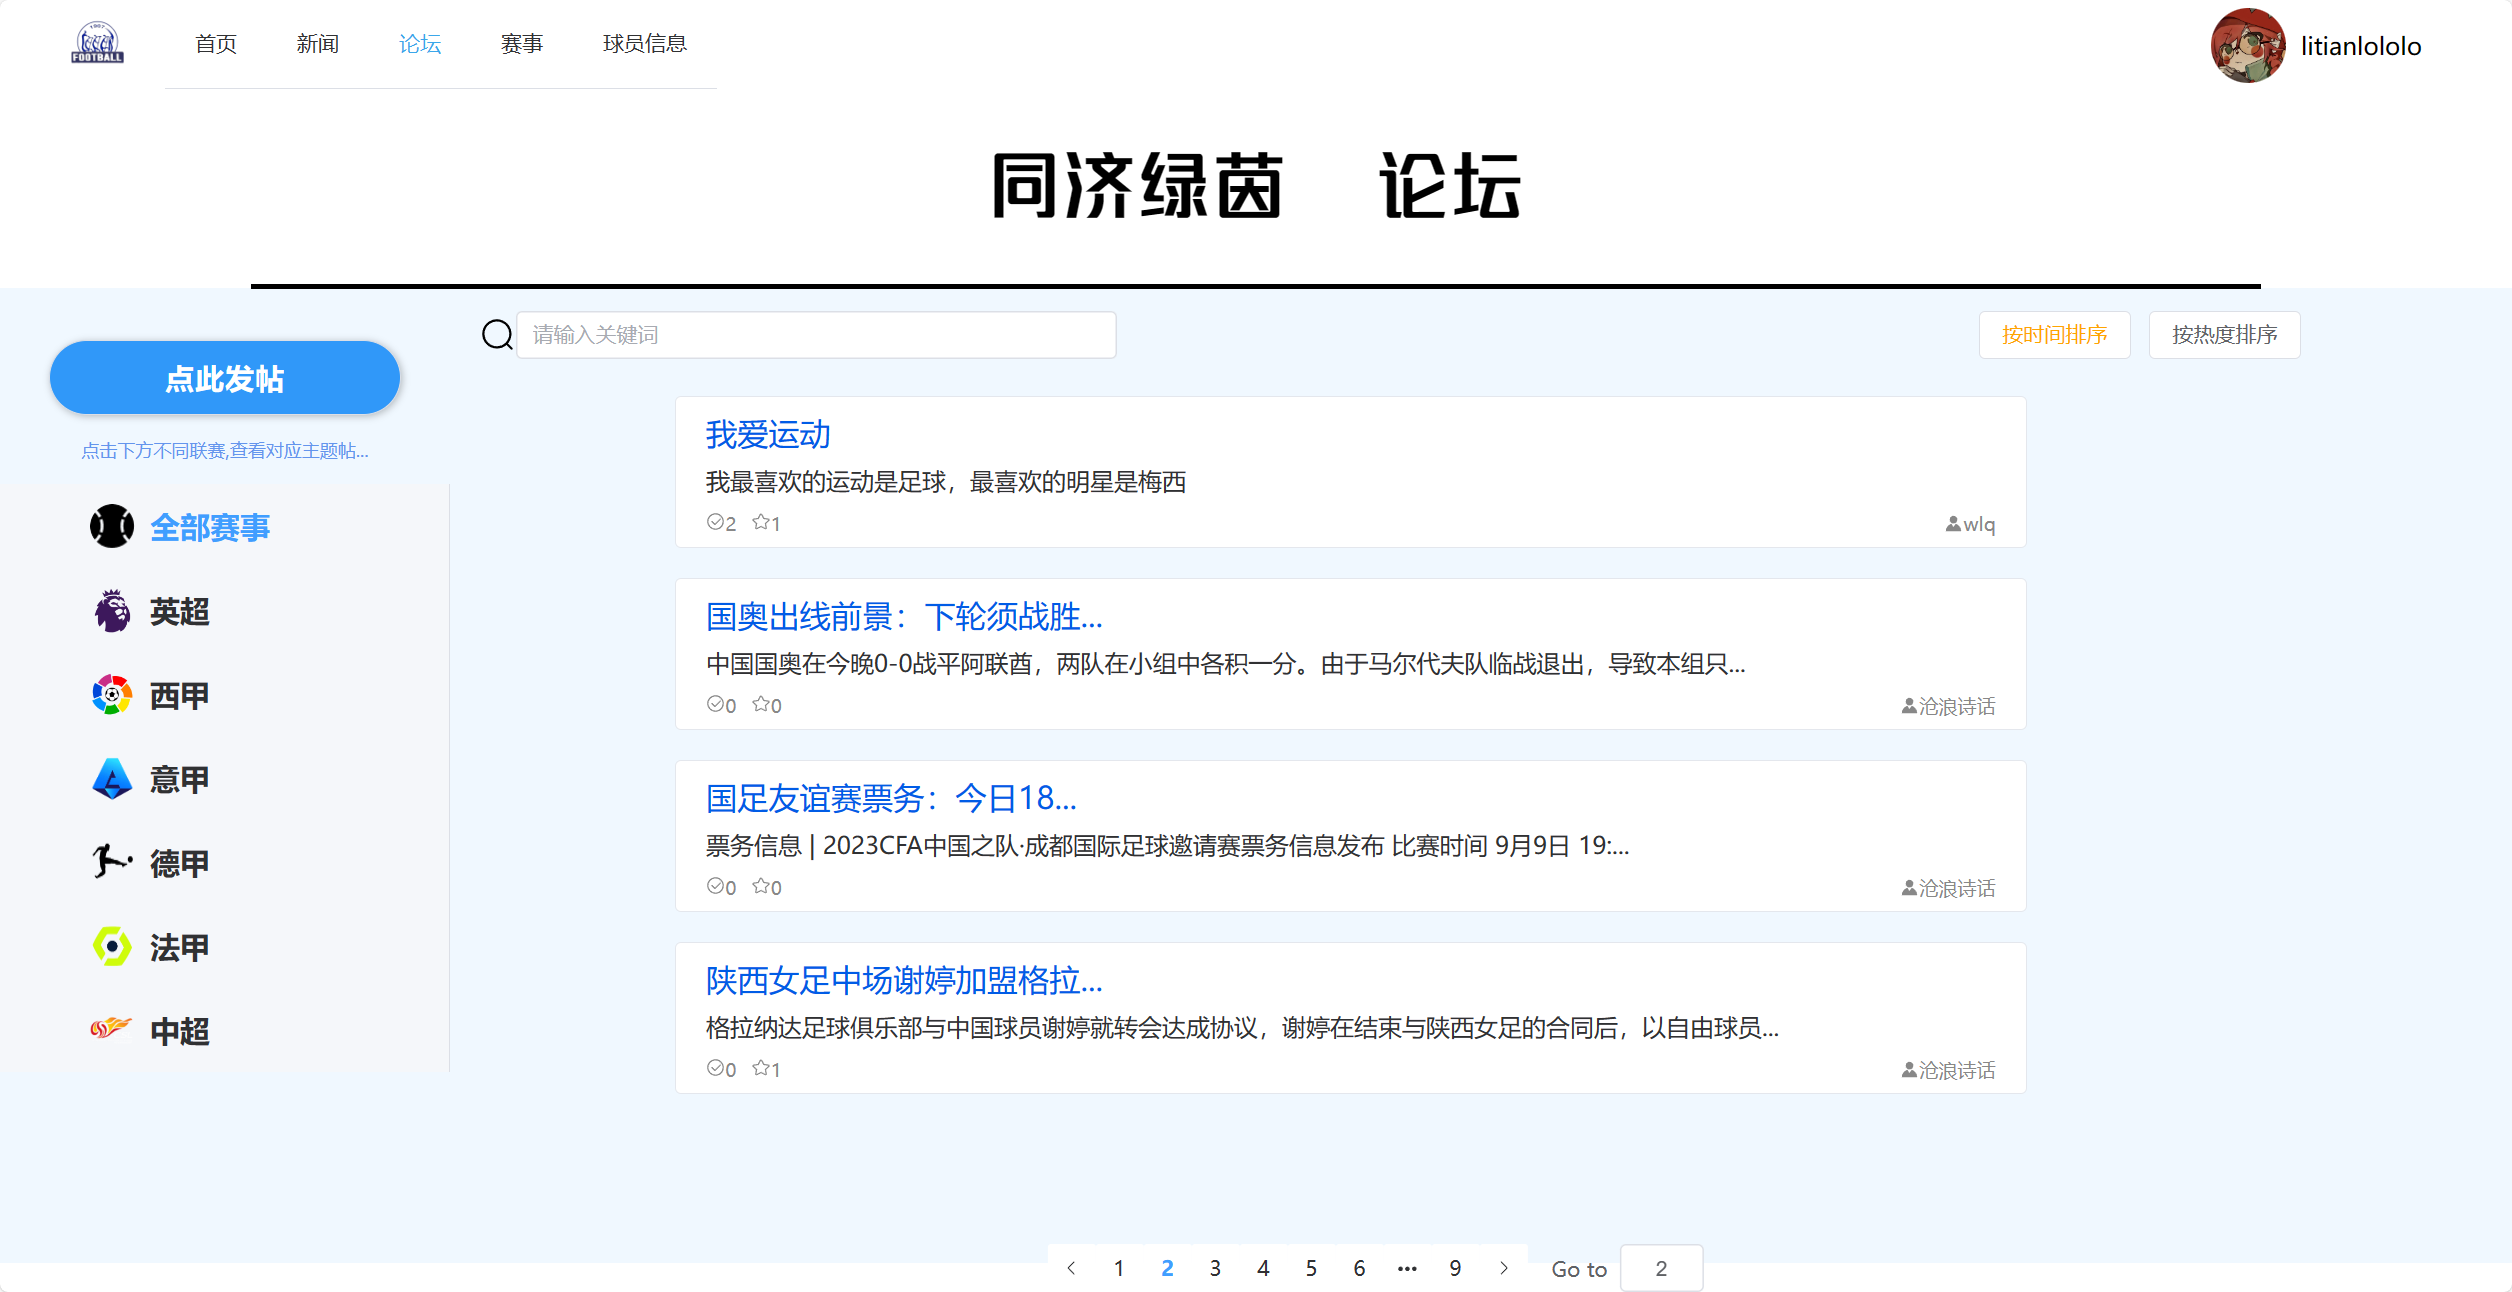 1907
FOOTBALL
首页 新闻 论坛 赛事 球员信息
litianlololo
同济绿茵 论坛
请输入关键词
按时间排序 按热度排序
点此发帖
点击下方不同联赛,查看对应主题帖...
全部赛事
英超
西甲
意甲
德甲
法甲
中超
我爱运动
我最喜欢的运动是足球，最喜欢的明星是梅西
2 1 wlq
国奥出线前景：下轮须战胜...
中国国奥在今晚0-0战平阿联酋，两队在小组中各积一分。由于马尔代夫队临战退出，导致本组只...
0 0 沧浪诗话
国足友谊赛票务：今日18...
票务信息 | 2023CFA中国之队·成都国际足球邀请赛票务信息发布 比赛时间 9月9日 19:...
0 0 沧浪诗话
陕西女足中场谢婷加盟格拉...
格拉纳达足球俱乐部与中国球员谢婷就转会达成协议，谢婷在结束与陕西女足的合同后，以自由球员...
0 1 沧浪诗话
1 2 3 4 5 6 ••• 9 Go to 2